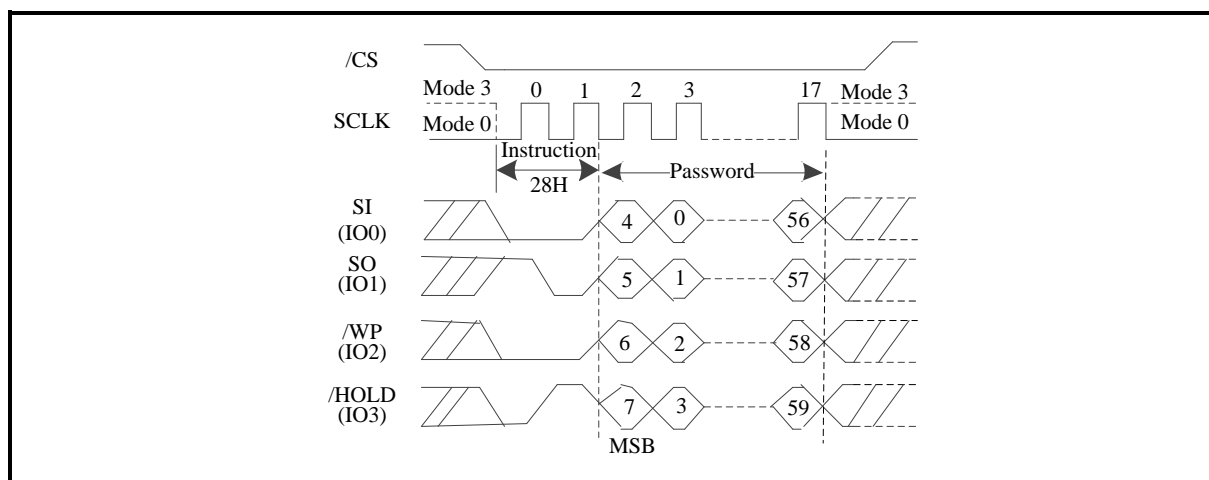 /CS
Mode 3 0 1 2 3 17 Mode 3
SCLK Mode 0 Mode 0
Instruction Password
28H
SI
(IO0) 4 0 56
SO
(IO1) 5 1 57
/WP
(IO2) 6 2 58
/HOLD
(IO3) 7 3 59
MSB